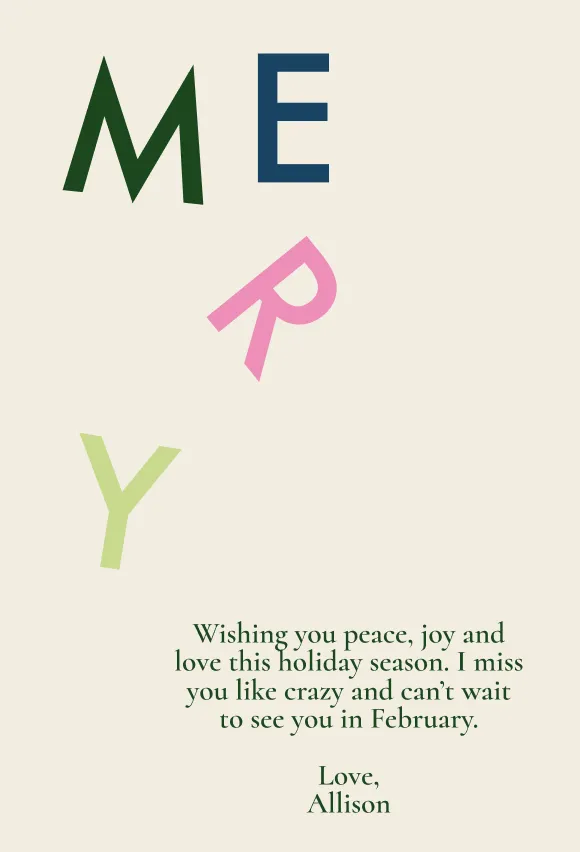 M E
R
Y
Wishing you peace, joy and
love this holiday season. I miss
you like crazy and can't wait
to see you in February.
Love,
Allison